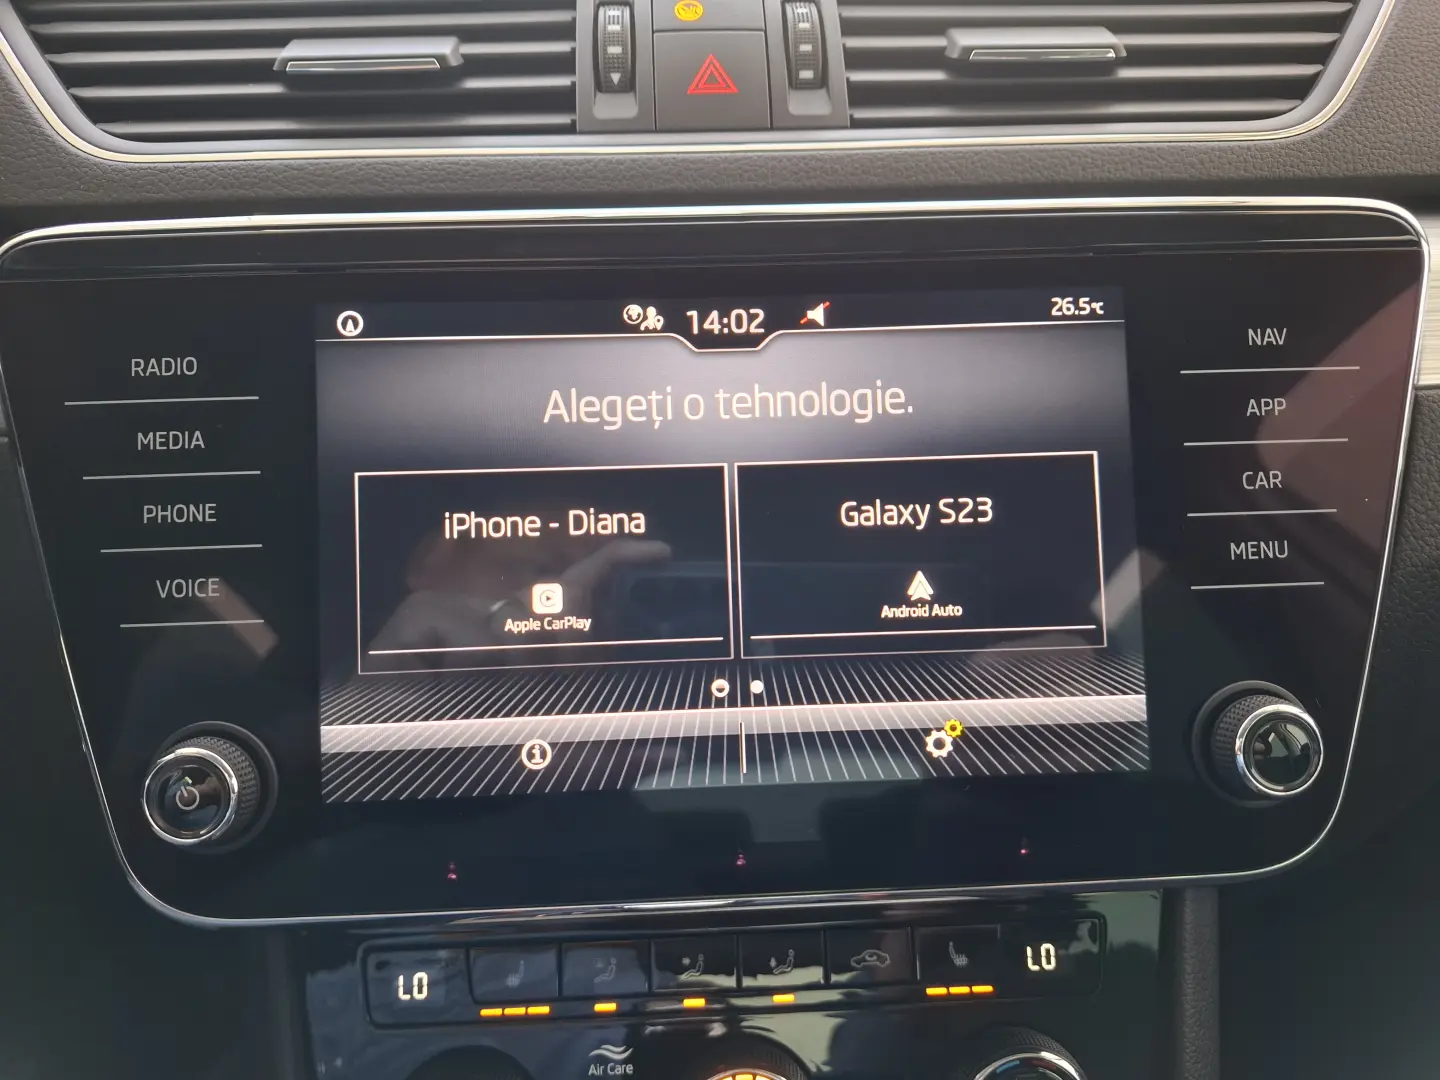 14:02
26.5°C
RADIO
MEDIA
PHONE
VOICE
Alegeți o tehnologie.
iPhone - Diana
Apple CarPlay
Galaxy S23
Android Auto
NAV
APP
CAR
MENU
LO
LO
Air Care